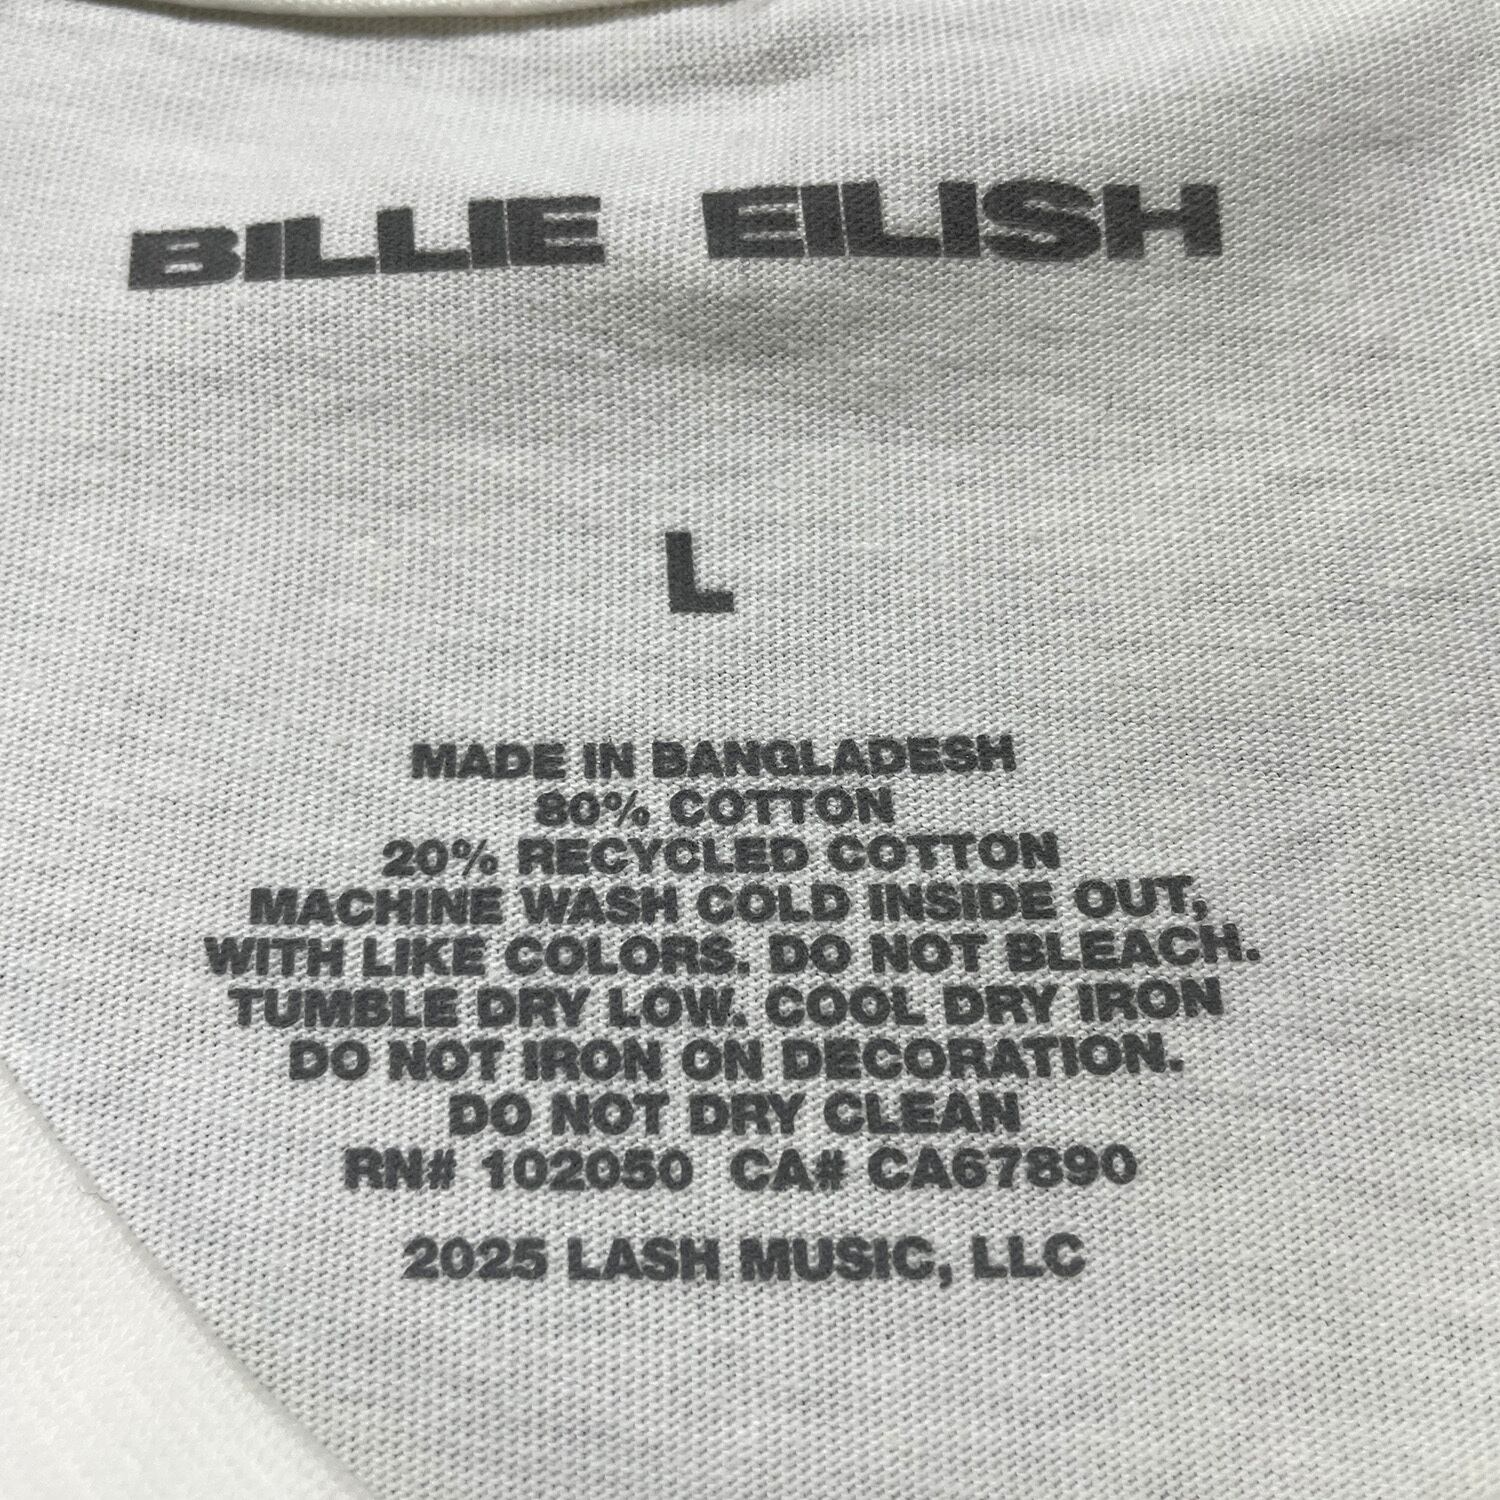 BILLIE EILISH
L
MADE IN BANGLADESH
80% COTTON
20% RECYCLED COTTON
MACHINE WASH COLD INSIDE OUT,
WITH LIKE COLORS. DO NOT BLEACH.
TUMBLE DRY LOW. COOL DRY IRON
DO NOT IRON ON DECORATION.
DO NOT DRY CLEAN
RN# 102050 CA# CA67890
2025 LASH MUSIC, LLC